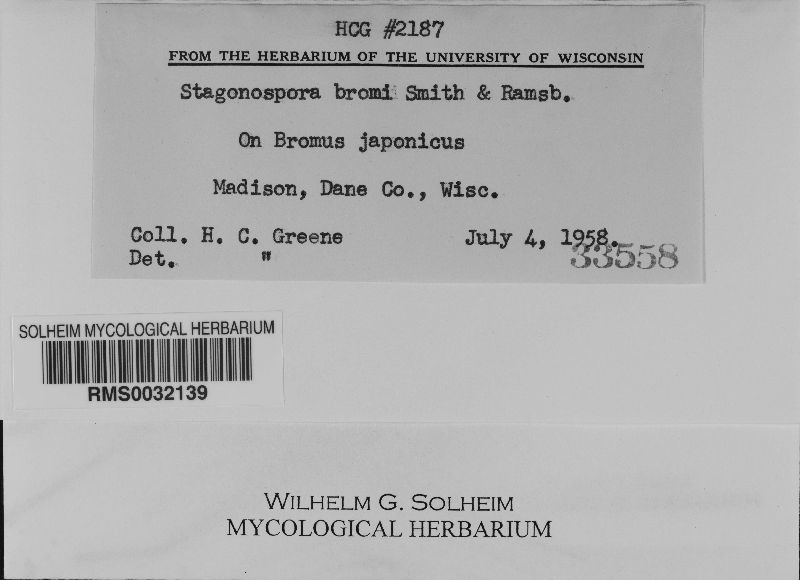 HCG #2187
FROM THE HERBARIUM OF THE UNIVERSITY OF WISCONSIN
Stagonospora bromi Smith & Ramsb.
On Bromus japonicus
Madison, Dane Co., Wisc.
Coll. H. C. Greene July 4, 1958.
Det. "
33558
SOLHEIM MYCOLOGICAL HERBARIUM
RMS0032139
WILHELM G. SOLHEIM
MYCOLOGICAL HERBARIUM